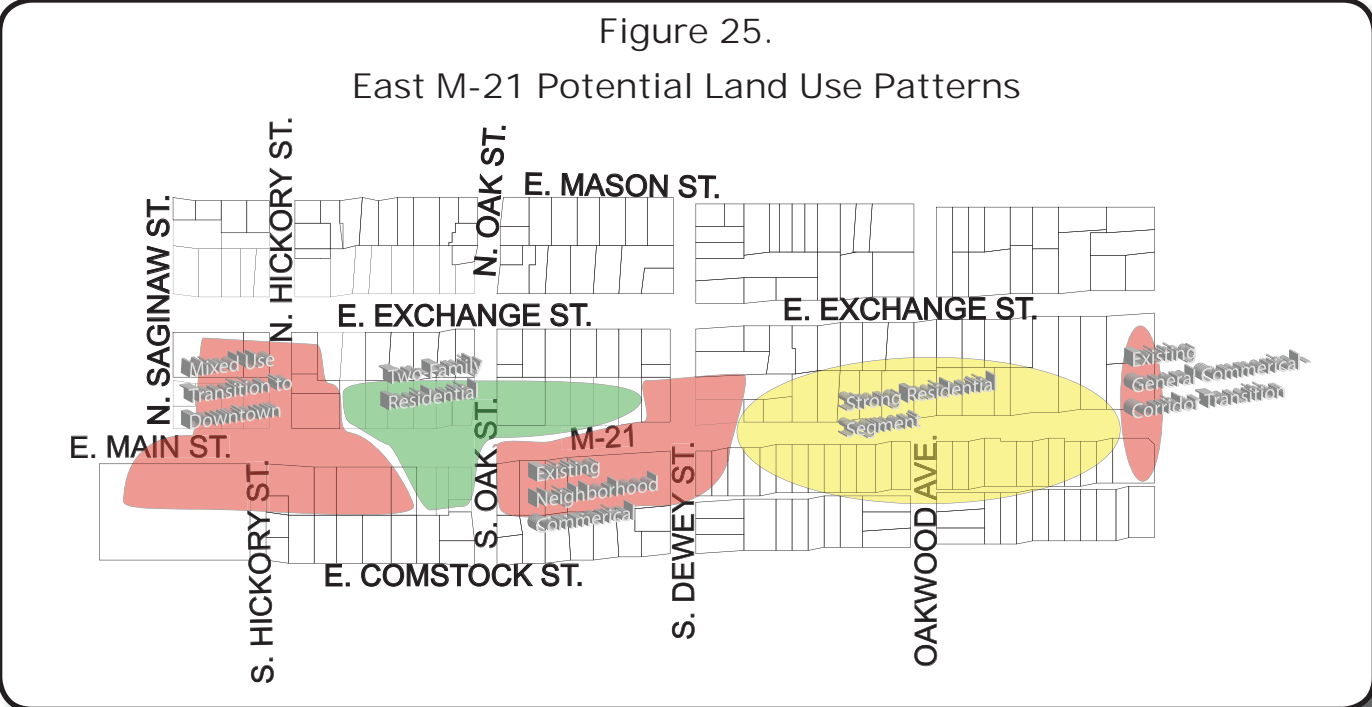 Figure 25.
East M-21 Potential Land Use Patterns
N. SAGINAW ST.
N. HICKORY ST.
N. OAK ST.
E. MASON ST.
E. EXCHANGE ST.
E. EXCHANGE ST.
Mixed Use
Transition to
Downtown
Two-Family
Residential
Strong Residential
Segment
Existing
General Commerical
Corridor Transition
E. MAIN ST.
M-21
Existing
Neighborhood
Commerical
S. HICKORY ST.
S. OAK ST.
S. DEWEY ST.
OAKWOOD AVE.
E. COMSTOCK ST.